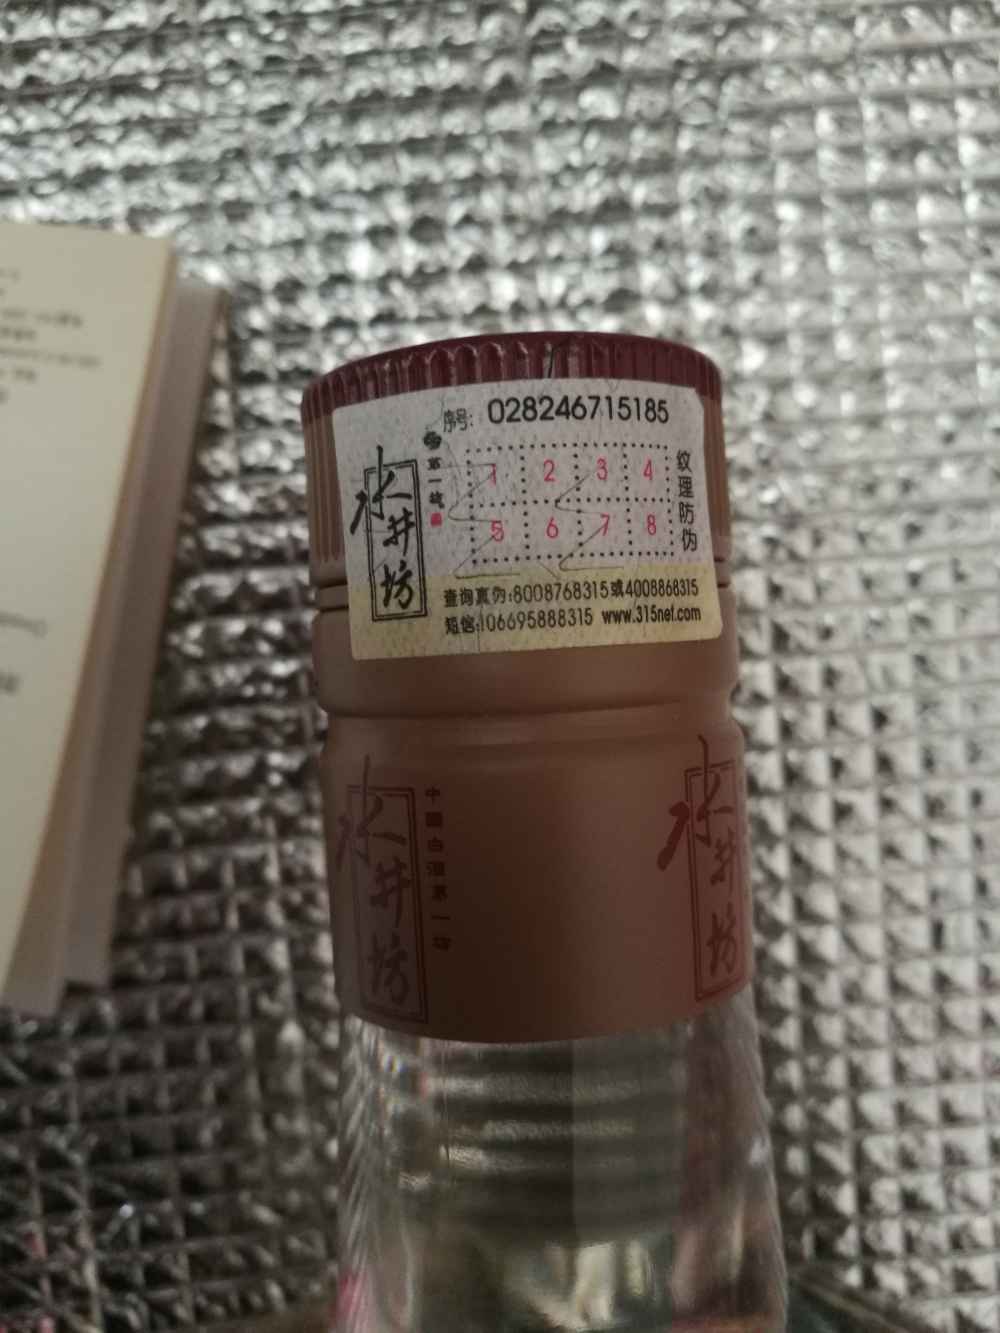 序号: 028246715185
水井坊
第一坊
1 2 3 4
5 6 7 8
纹理防伪
查询真伪:8008768315或4008868315
短信:106695888315 www.315net.com
水井坊
中国白酒第一坊
水井坊